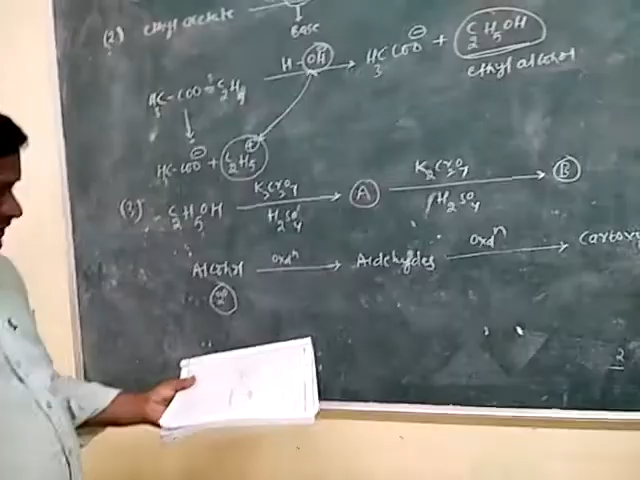 (2) ethyl acetate
Base
H₃C-COO-C₂H₅ H-OH → H₃C COO⊖ + C₂H₅OH
ethyl alcohol
H₃C-COO⊖ + C₂H₅⊕
(3) - C₂H₅OH K₂Cr₂O₇ H₂SO₄ → A K₂Cr₂O₇ H₂SO₄ → B
Alcohol oxdⁿ → Aldehydes oxdⁿ → Carboxy
2